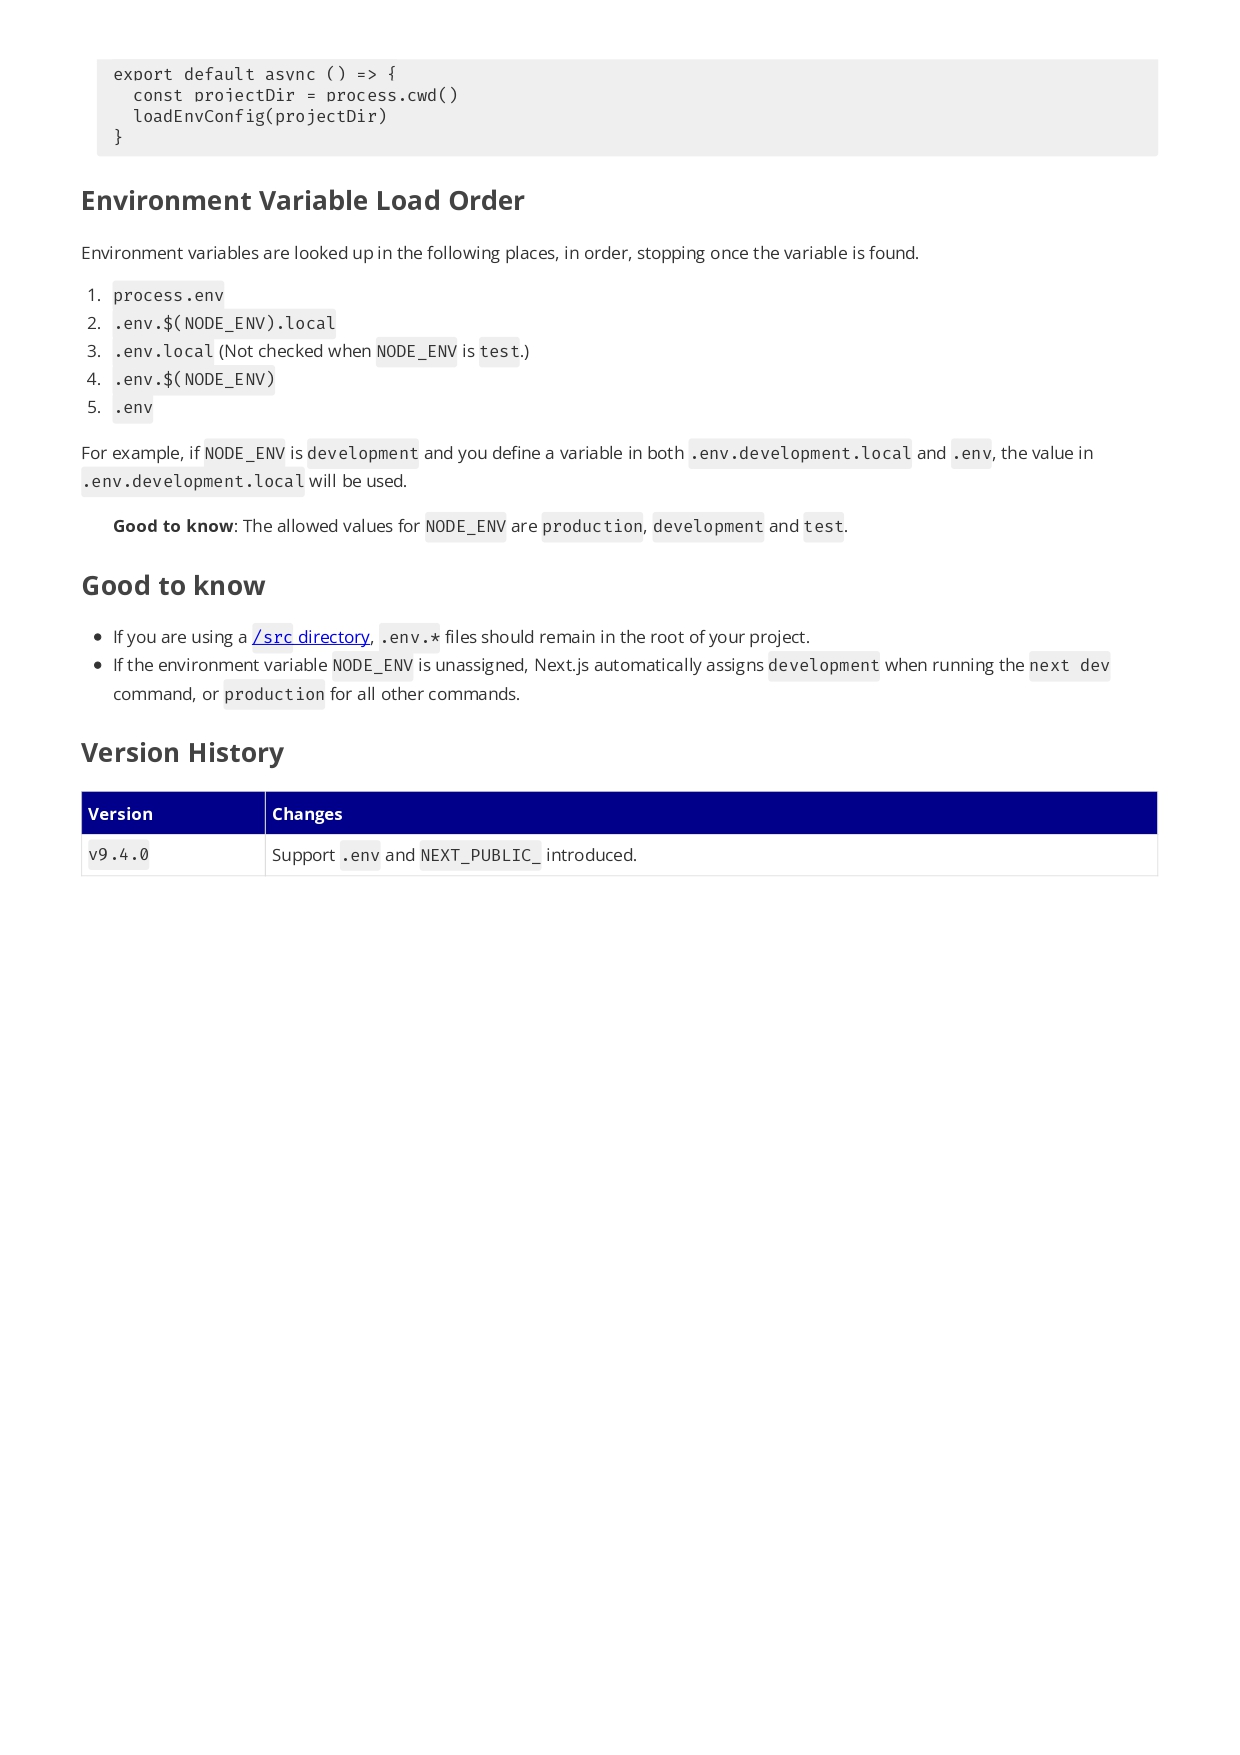 export default async () => {
  const projectDir = process.cwd()
  loadEnvConfig(projectDir)
}
Environment Variable Load Order
Environment variables are looked up in the following places, in order, stopping once the variable is found.
1. process.env
2. .env.$(NODE_ENV).local
3. .env.local (Not checked when NODE_ENV is test.)
4. .env.$(NODE_ENV)
5. .env
For example, if NODE_ENV is development and you define a variable in both .env.development.local and .env, the value in
.env.development.local will be used.
Good to know: The allowed values for NODE_ENV are production, development and test.
Good to know
• If you are using a /src directory, .env.* files should remain in the root of your project.
• If the environment variable NODE_ENV is unassigned, Next.js automatically assigns development when running the next dev
command, or production for all other commands.
Version History
Version Changes
v9.4.0 Support .env and NEXT_PUBLIC_ introduced.